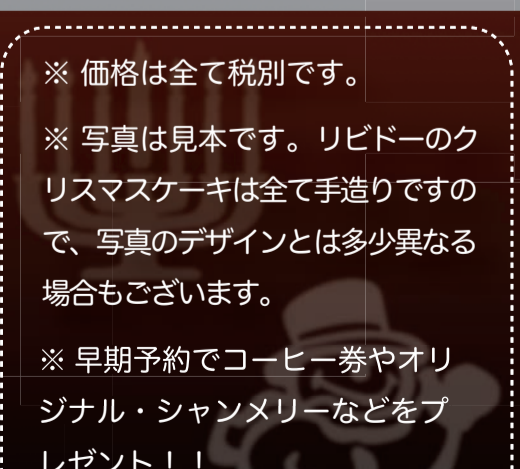 ※ 価格は全て税別です。
※ 写真は見本です。リビドーのク
リスマスケーキは全て手造りですの
で、写真のデザインとは多少異なる
場合もございます。
※ 早期予約でコーヒー券やオリ
ジナル・シャンメリーなどをプ
レゼント！！